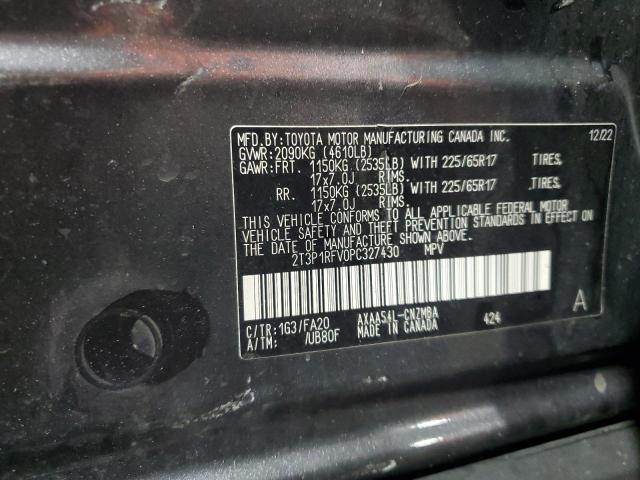 MFD.BY:TOYOTA MOTOR MANUFACTURING CANADA INC. 12/22
GVWR:2090KG (4610LB)
GAWR:FRT. 1150KG (2535LB) WITH 225/65R17 TIRES,
17x7.0J RIMS.
RR. 1150KG (2535LB) WITH 225/65R17 TIRES,
17x7.0J RIMS.
THIS VEHICLE CONFORMS TO ALL APPLICABLE FEDERAL MOTOR
VEHICLE SAFETY AND THEFT PREVENTION STANDARDS IN EFFECT ON
THE DATE OF MANUFACTURE SHOWN ABOVE.
2T3P1RFV0PC327430 MPV
C/TR:1G3/FA20 AXAA54L-CNZMBA 424 A
A/TM: /UB80F MADE IN CANADA